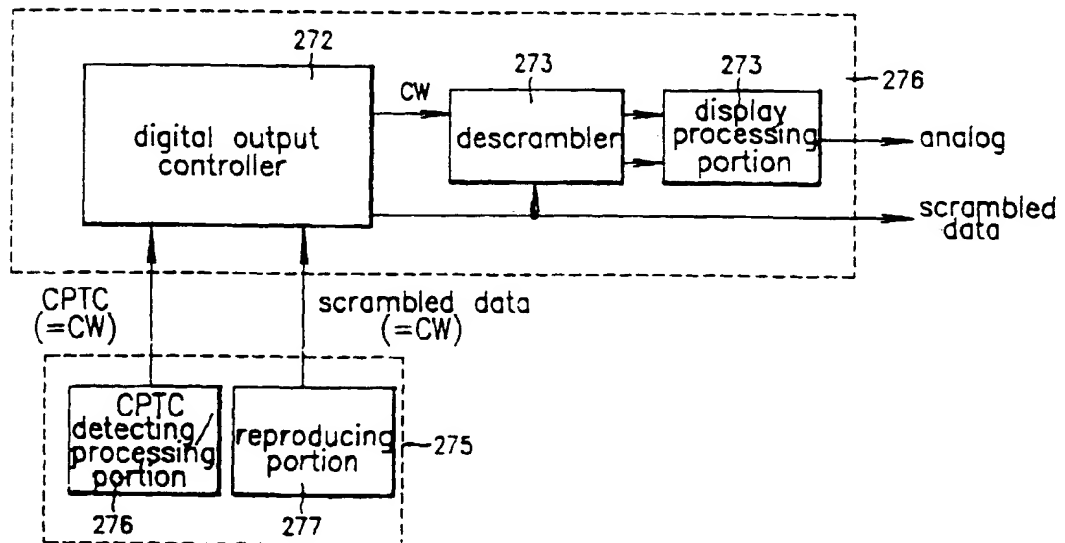 272
digital output
controller
CW
273
descrambler
273
display
processing
portion
276
analog
scrambled
data
CPTC
(=CW)
scrambled data
(=CW)
CPTC
detecting/
processing
portion
276
reproducing
portion
277
275